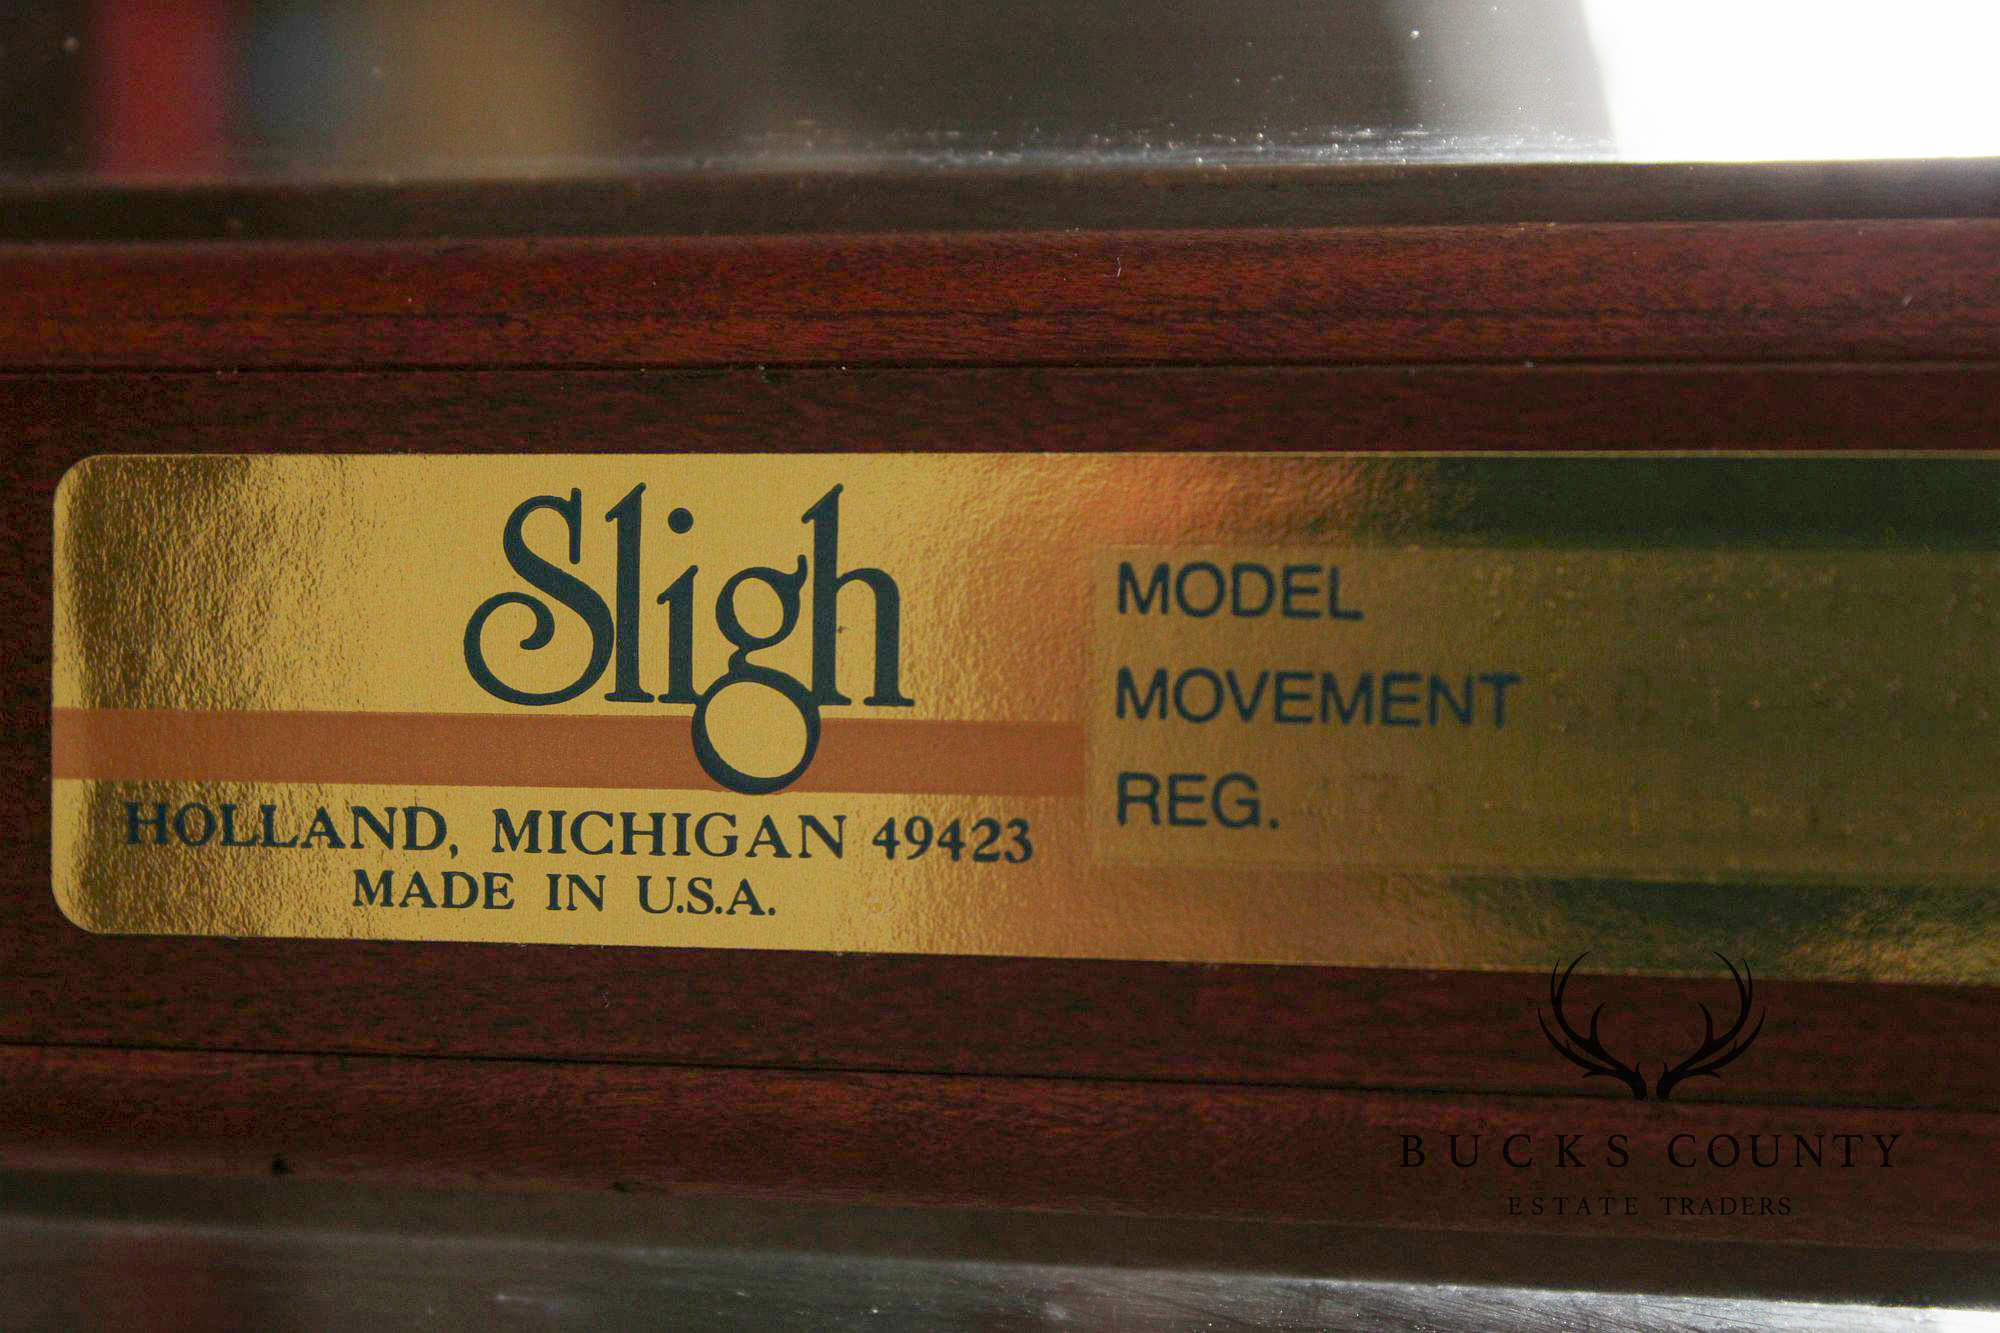 Sligh
HOLLAND, MICHIGAN 49423
MADE IN U.S.A.
MODEL
MOVEMENT
REG.
BUCKS COUNTY
ESTATE TRADERS